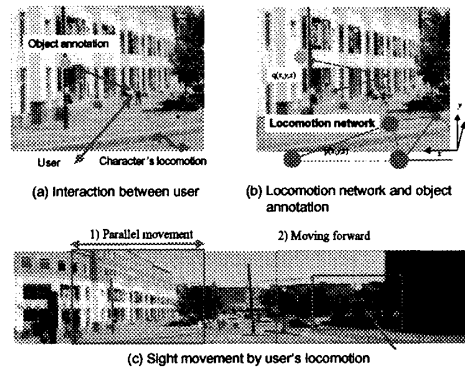 Object annotation
User
Character's locomotion
(a) Interaction between user
q(x,y,z)
Locomotion network
p(x,y,z)
y
x
(b) Locomotion network and object
annotation
1) Parallel movement
2) Moving forward
(c) Sight movement by user's locomotion